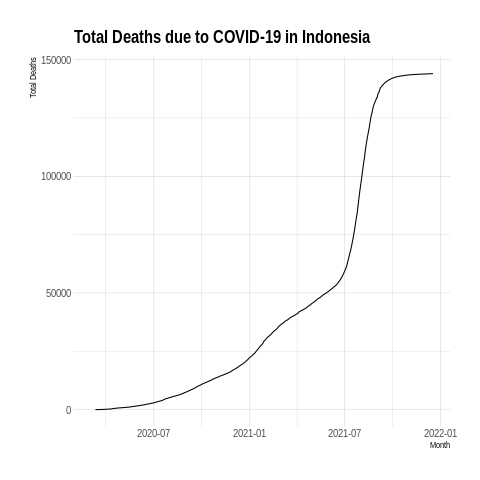 Total Deaths due to COVID-19 in Indonesia
Total Deaths
150000
100000
50000
0
2020-07
2021-01
2021-07
2022-01
Month